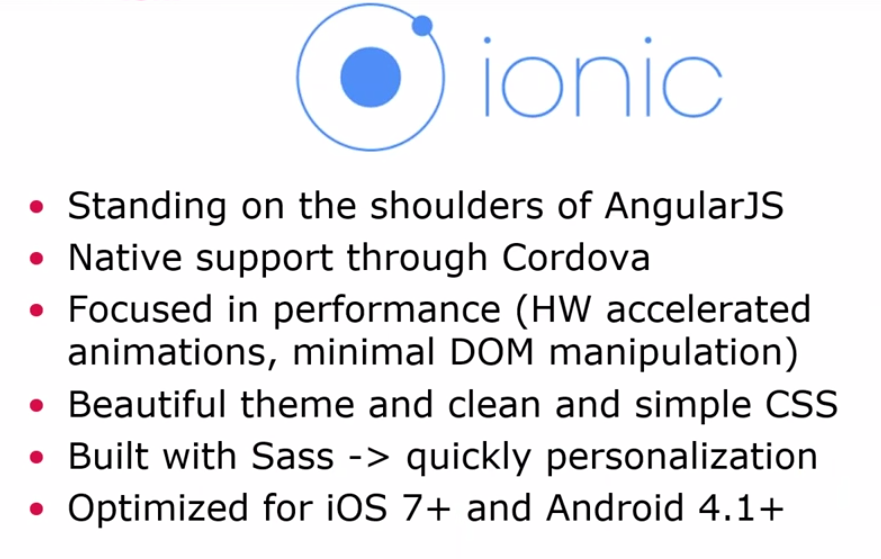 ionic
• Standing on the shoulders of AngularJS
• Native support through Cordova
• Focused in performance (HW accelerated
animations, minimal DOM manipulation)
• Beautiful theme and clean and simple CSS
• Built with Sass -> quickly personalization
• Optimized for iOS 7+ and Android 4.1+